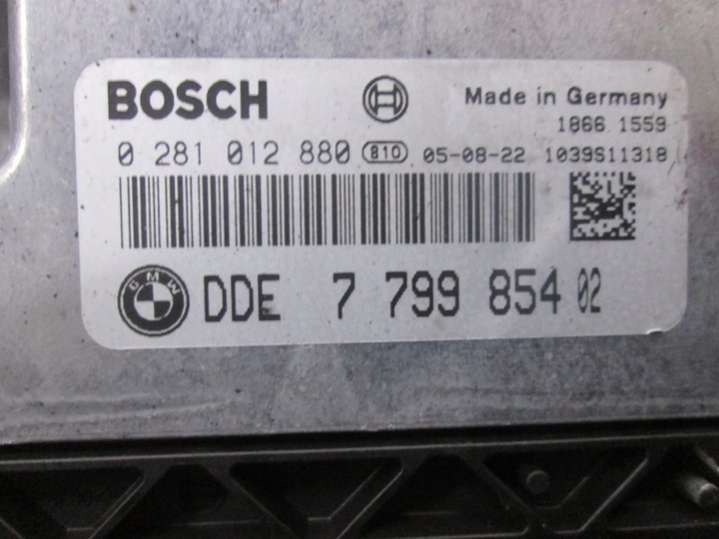 BOSCH
Made in Germany
1866 1559
0 281 012 880 810 05-08-22 1039S11318
BMW
DDE 7 799 854 02